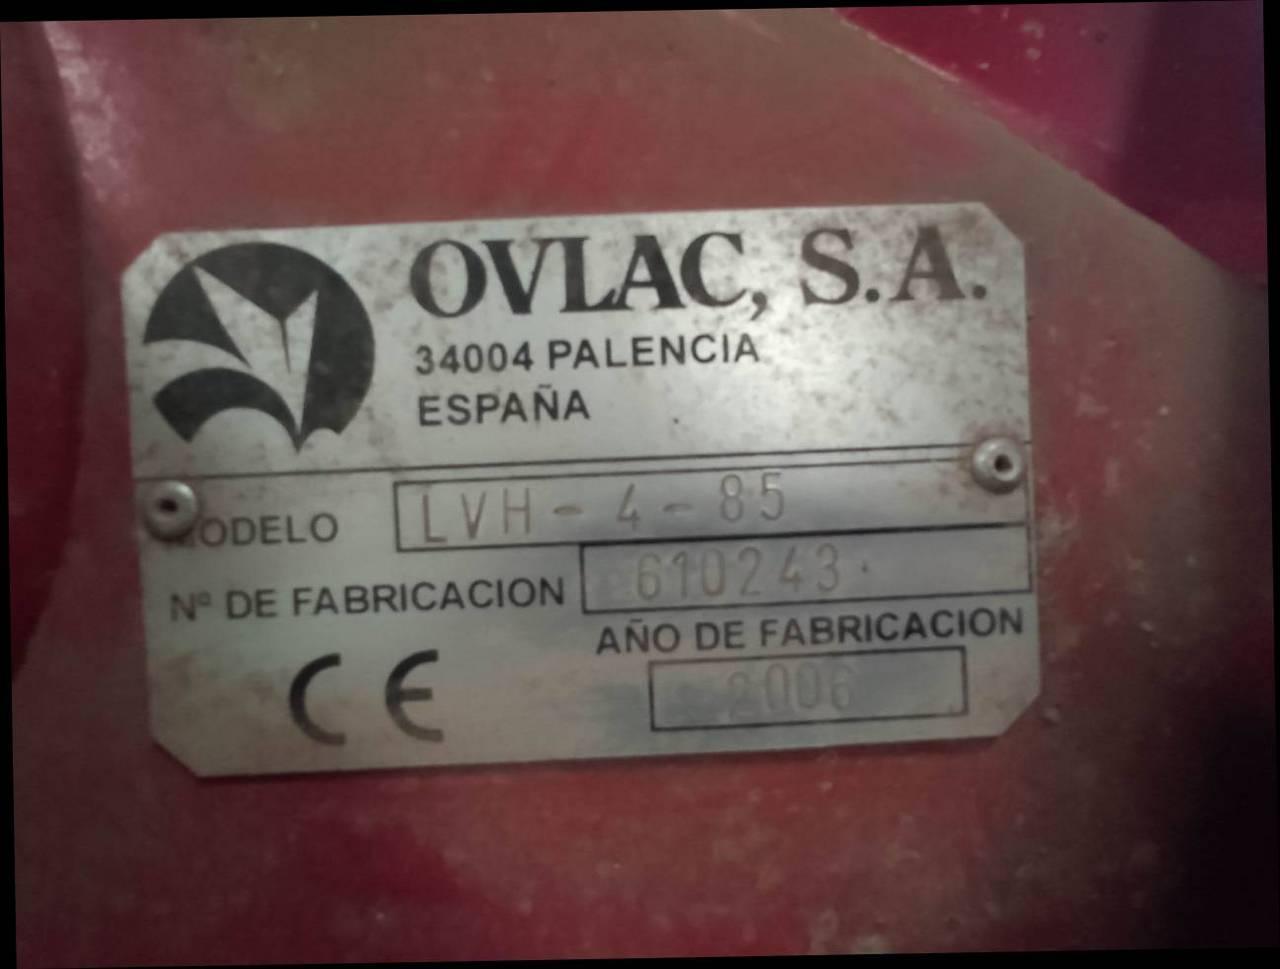 OVLAC, S.A.
34004 PALENCIA
ESPAÑA
MODELO LVH-4-85
Nº DE FABRICACION 610243
AÑO DE FABRICACION
2006
CE